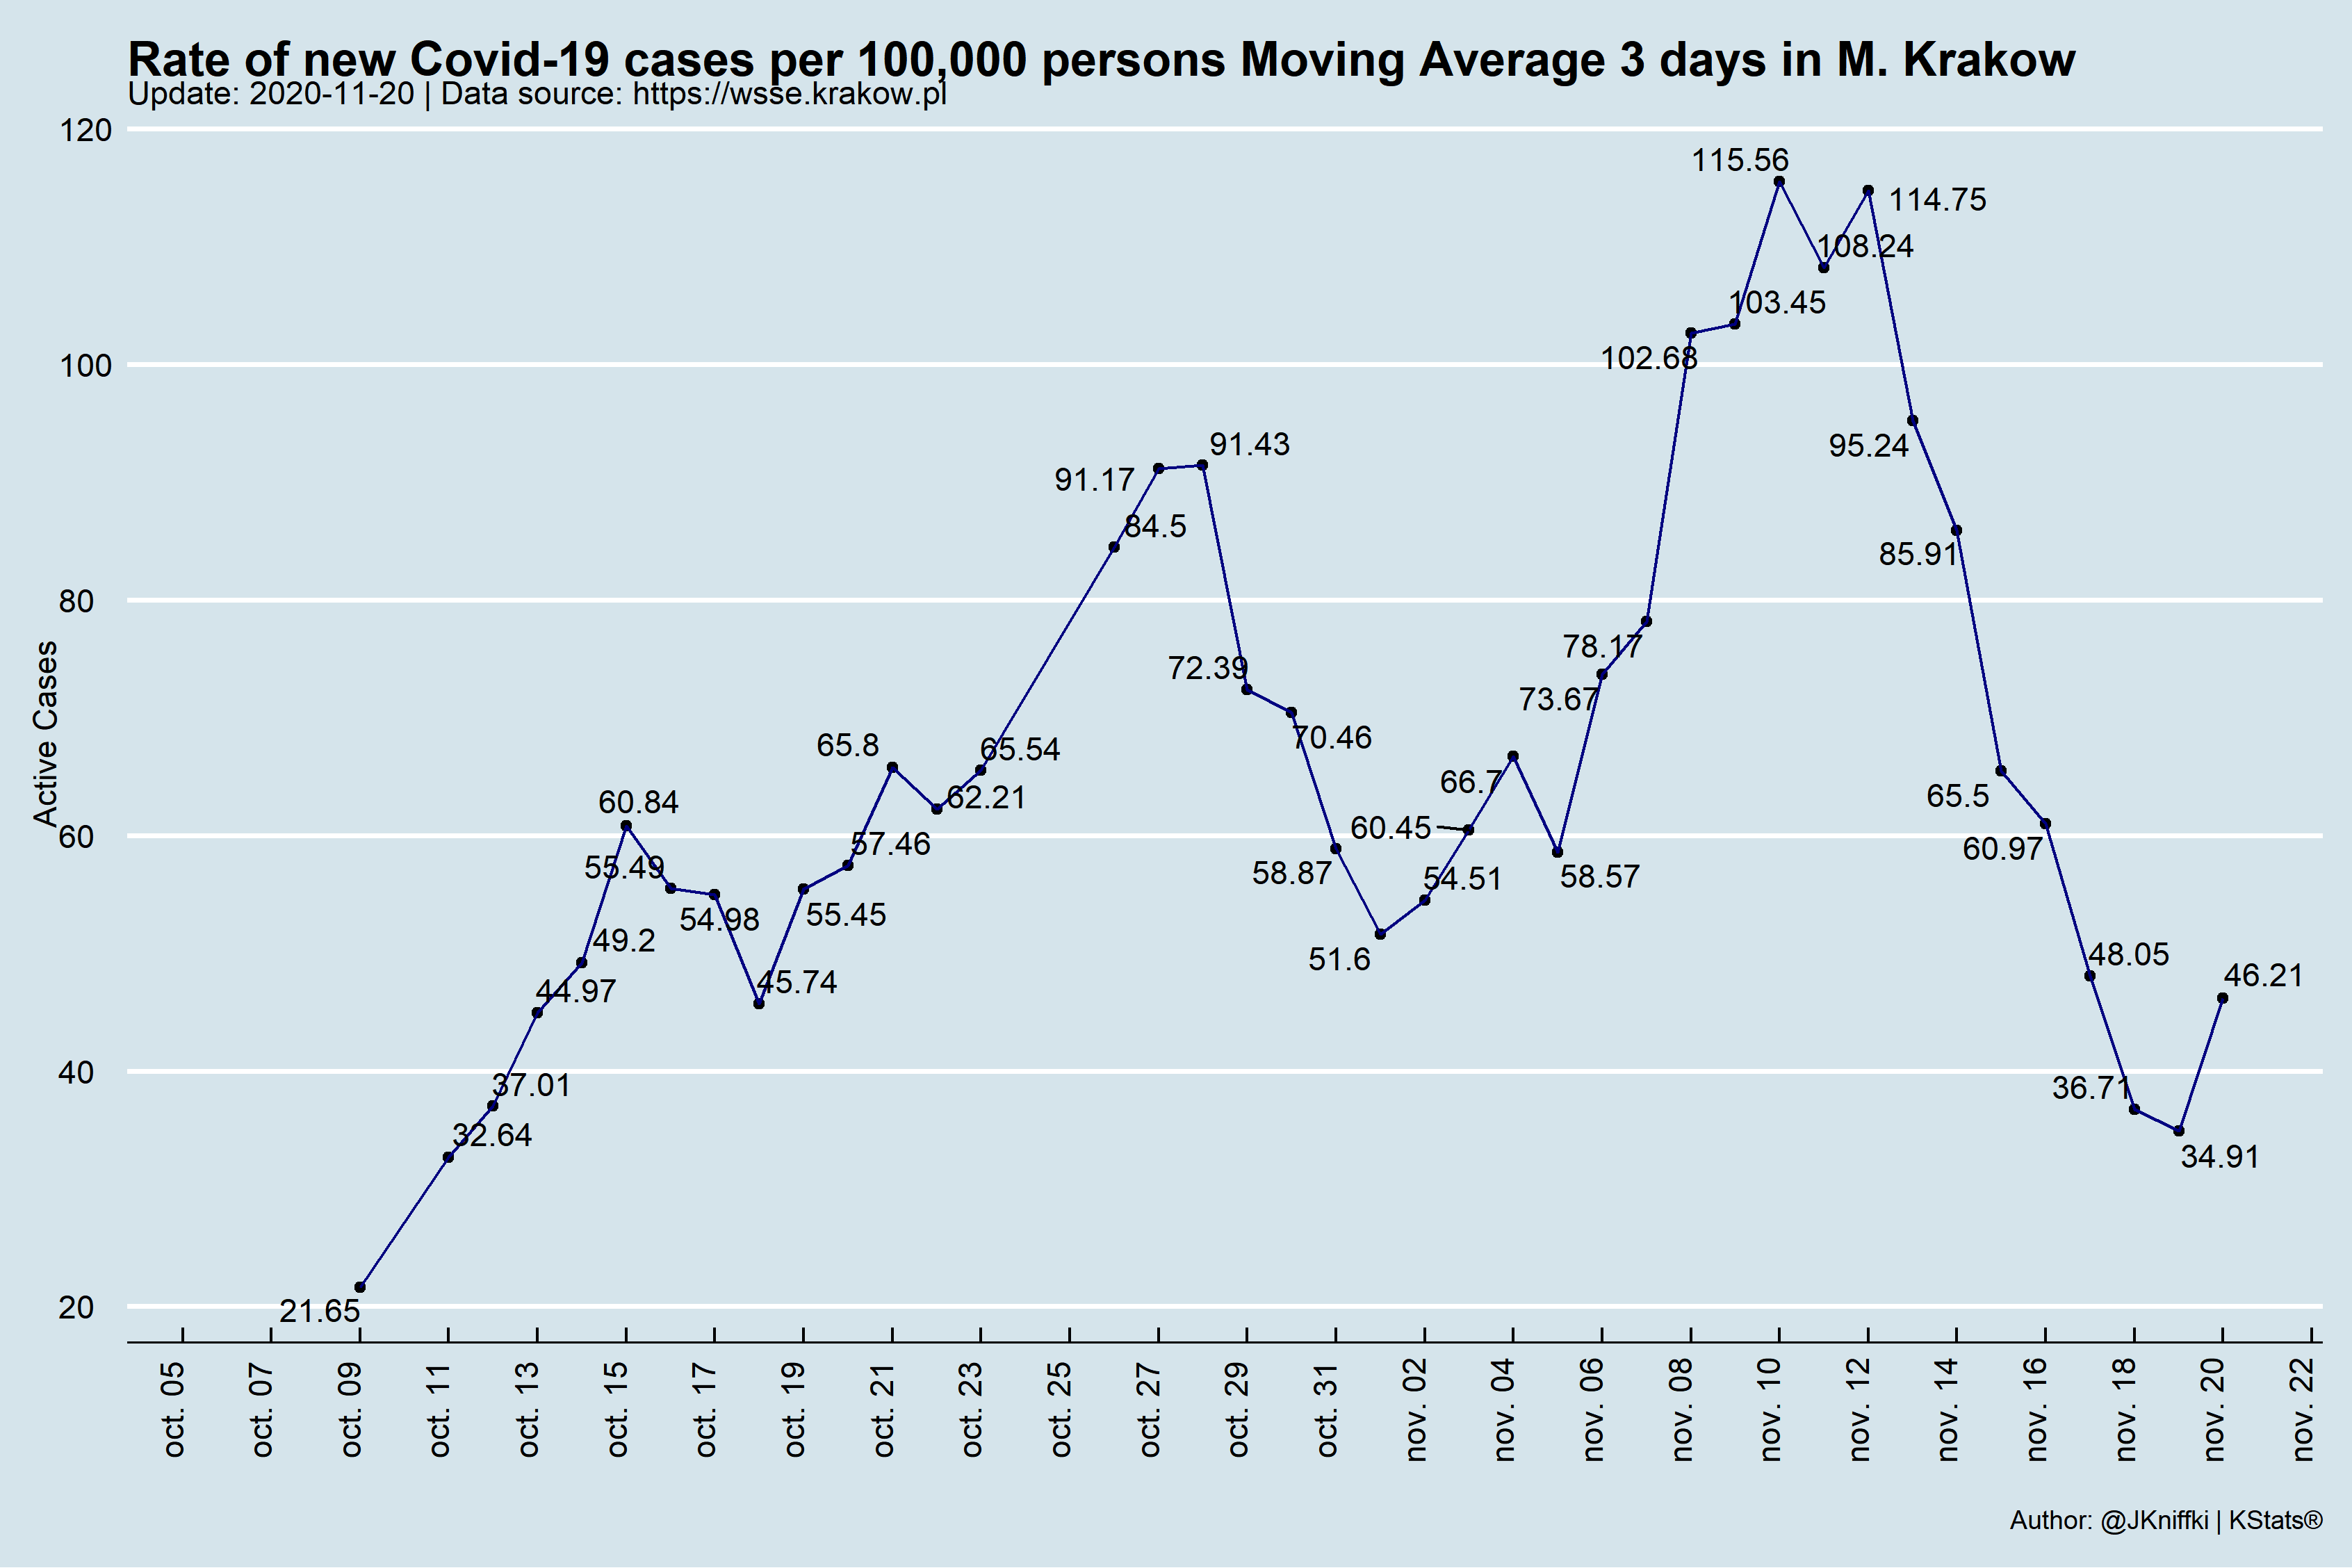 Rate of new Covid-19 cases per 100,000 persons Moving Average 3 days in M. Krakow
Update: 2020-11-20 | Data source: https://wsse.krakow.pl
120
115.56
114.75
108.24
103.45
102.68
100
91.43
95.24
91.17
84.5
85.91
80
78.17
72.39
73.67
70.46
65.8
65.54
66.7
62.21
65.5
60.84
60.45
60
57.46
60.97
55.49
58.87
54.51
58.57
54.98
55.45
49.2
51.6
48.05
45.74
46.21
44.97
40
37.01
36.71
32.64
34.91
21.65
20
Active Cases
oct. 05
oct. 07
oct. 09
oct. 11
oct. 13
oct. 15
oct. 17
oct. 19
oct. 21
oct. 23
oct. 25
oct. 27
oct. 29
oct. 31
nov. 02
nov. 04
nov. 06
nov. 08
nov. 10
nov. 12
nov. 14
nov. 16
nov. 18
nov. 20
nov. 22
Author: @JKniffki | KStats®